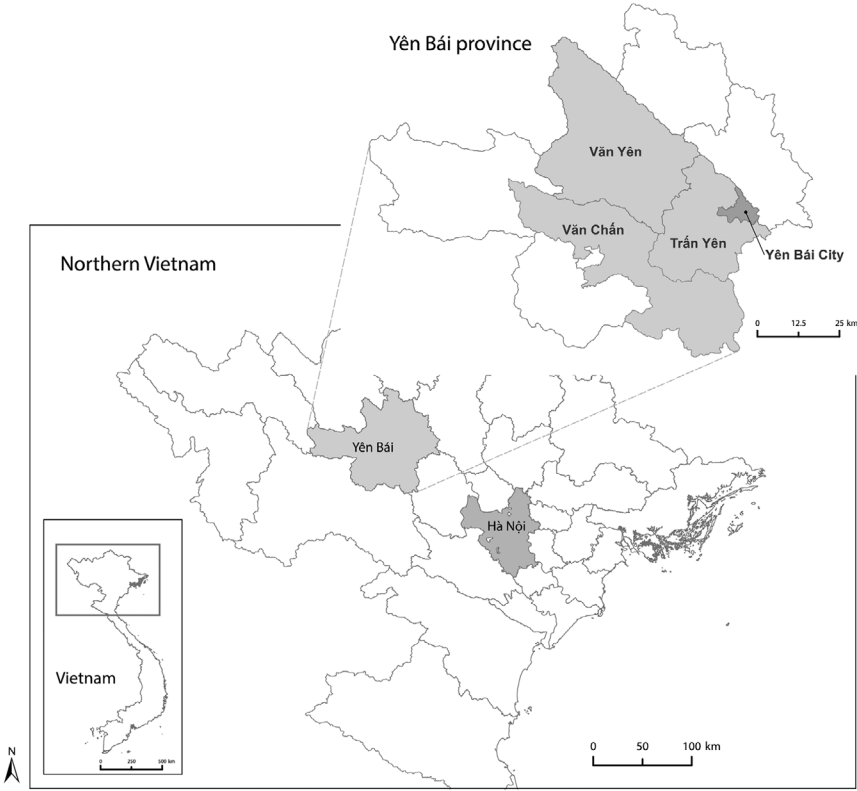 Yên Bái province
Văn Yên
Văn Chấn
Trấn Yên
Yên Bái City
0 12.5 25 km
Northern Vietnam
Yên Bái
Hà Nội
Vietnam
0 250 500 km
N
0 50 100 km